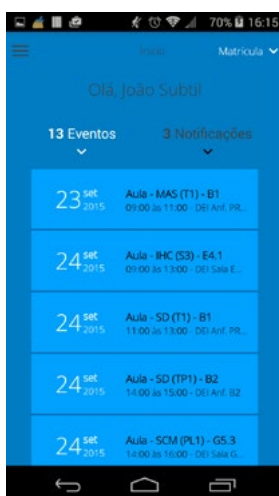 70% 16:15
Início Matrícula
Olá, João Subtil
13 Eventos 3 Notificações
23 set 2015
Aula - MAS (T1) - B1
09:00 às 11:00 - DEI Anf. PR...
24 set 2015
Aula - IHC (S3) - E4.1
09:00 às 13:00 - DEI Sala E...
24 set 2015
Aula - SD (T1) - B1
11:00 às 13:00 - DEI Anf. PR...
24 set 2015
Aula - SD (TP1) - B2
14:00 às 15:00 - DEI Anf. B2
24 set 2015
Aula - SCM (PL1) - G5.3
14:00 às 16:00 - DEI Sala G...